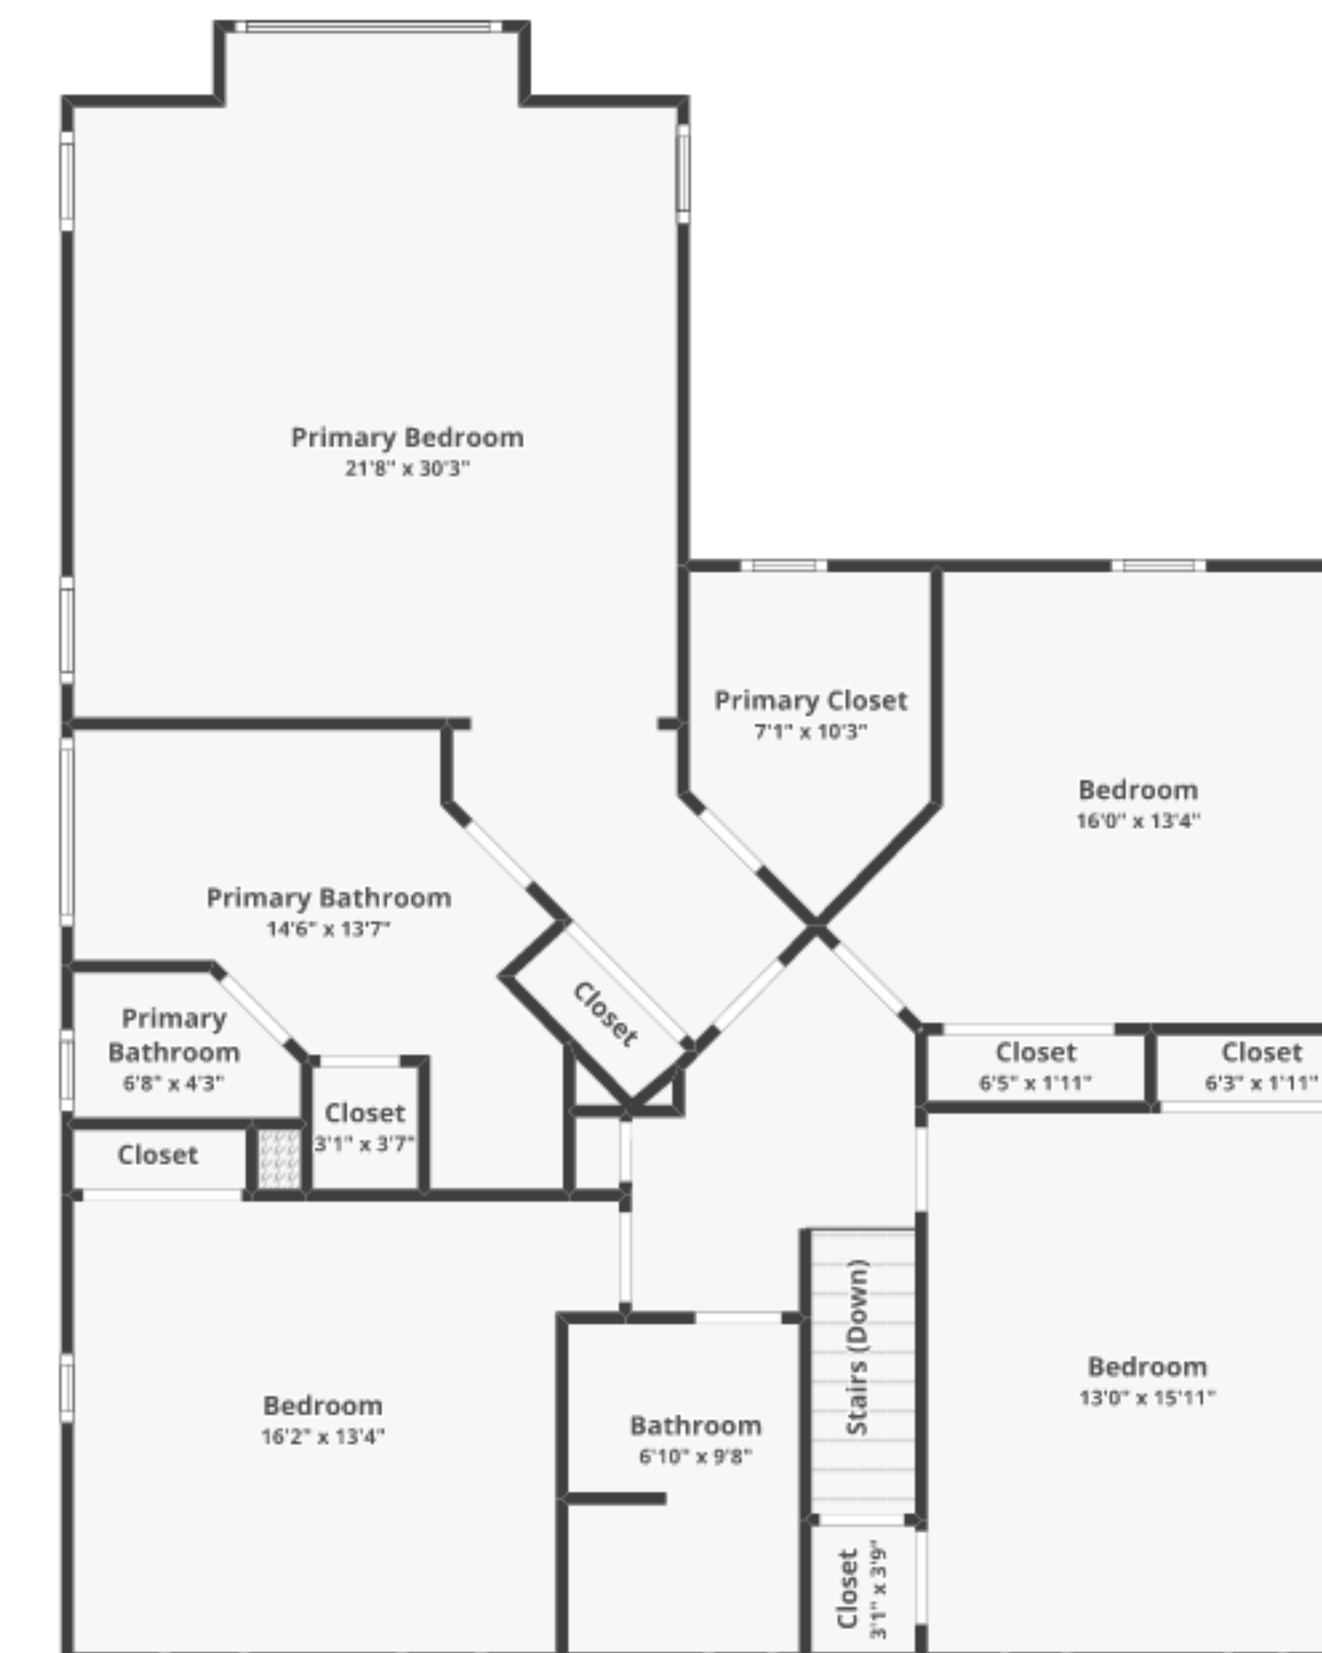 Primary Bedroom
21'8" x 30'3"
Primary Closet
7'1" x 10'3"
Bedroom
16'0" x 13'4"
Primary Bathroom
14'6" x 13'7"
Closet
Primary
Bathroom
6'8" x 4'3"
Closet
6'5" x 1'11"
Closet
6'3" x 1'11"
Closet
3'1" x 3'7"
Closet
Stairs (Down)
Bedroom
13'0" x 15'11"
Bedroom
16'2" x 13'4"
Bathroom
6'10" x 9'8"
Closet
3'1" x 3'9"